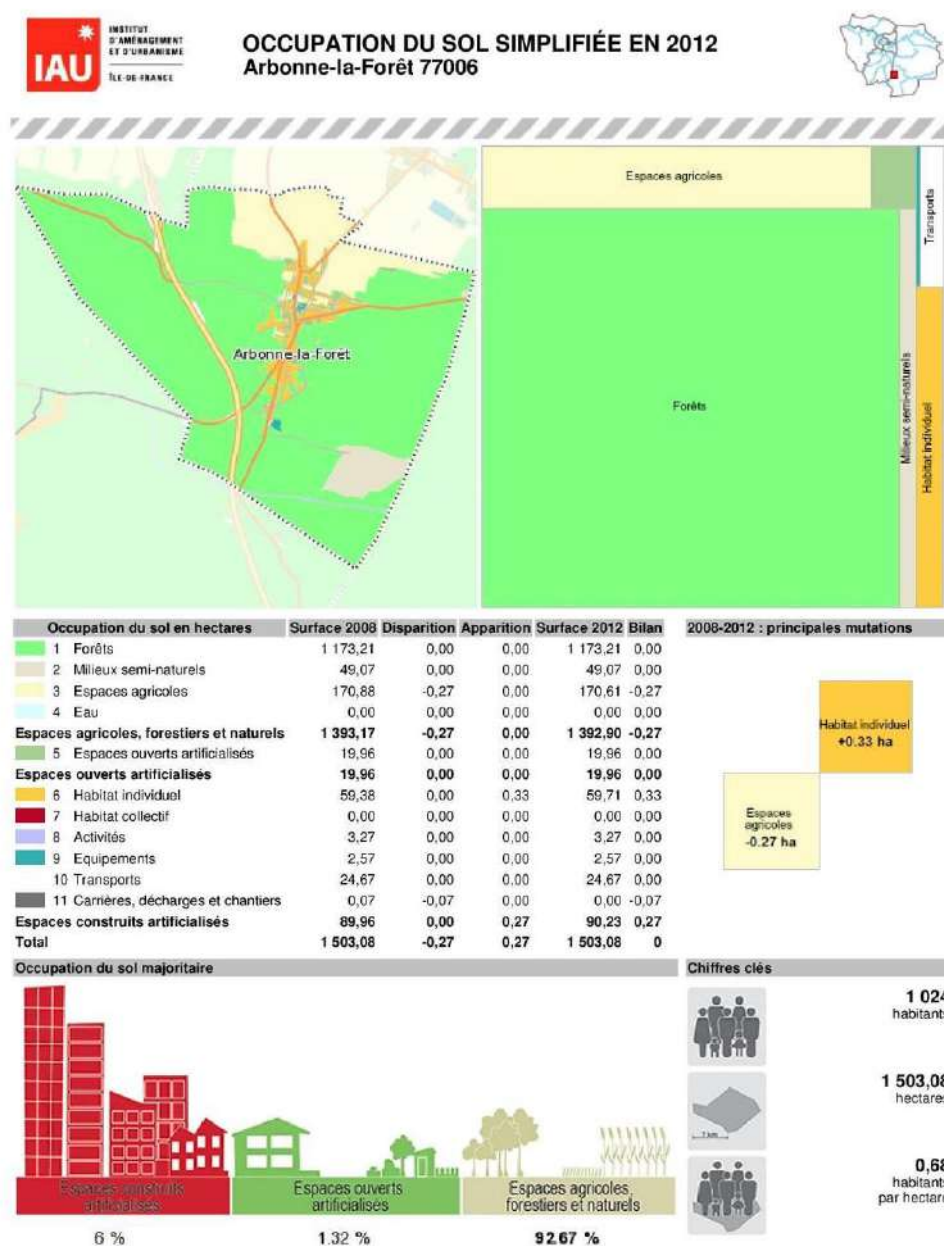 IAU
INSTITUT
D'AMÉNAGEMENT
ET D'URBANISME
ÎLE-DE-FRANCE
OCCUPATION DU SOL SIMPLIFIÉE EN 2012
Arbonne-la-Forêt 77006
Arbonne-la-Forêt
Espaces agricoles
Transports
Forêts
Milieux semi-naturels
Habitat individuel
Occupation du sol en hectares Surface 2008 Disparition Apparition Surface 2012 Bilan
1 Forêts 1 173,21 0,00 0,00 1 173,21 0,00
2 Milieux semi-naturels 49,07 0,00 0,00 49,07 0,00
3 Espaces agricoles 170,88 -0,27 0,00 170,61 -0,27
4 Eau 0,00 0,00 0,00 0,00 0,00
Espaces agricoles, forestiers et naturels 1 393,17 -0,27 0,00 1 392,90 -0,27
5 Espaces ouverts artificialisés 19,96 0,00 0,00 19,96 0,00
Espaces ouverts artificialisés 19,96 0,00 0,00 19,96 0,00
6 Habitat individuel 59,38 0,00 0,33 59,71 0,33
7 Habitat collectif 0,00 0,00 0,00 0,00 0,00
8 Activités 3,27 0,00 0,00 3,27 0,00
9 Equipements 2,57 0,00 0,00 2,57 0,00
10 Transports 24,67 0,00 0,00 24,67 0,00
11 Carrières, décharges et chantiers 0,07 -0,07 0,00 0,00 -0,07
Espaces construits artificialisés 89,96 0,00 0,27 90,23 0,27
Total 1 503,08 -0,27 0,27 1 503,08 0
2008-2012 : principales mutations
Habitat individuel
+0.33 ha
Espaces
agricoles
-0.27 ha
Occupation du sol majoritaire
Espaces construits
artificialisés
Espaces ouverts
artificialisés
Espaces agricoles,
forestiers et naturels
6 %
1.32 %
92.67 %
Chiffres clés
1 024
habitants
1 503,08
hectares
1 km
0,68
habitants
par hectare